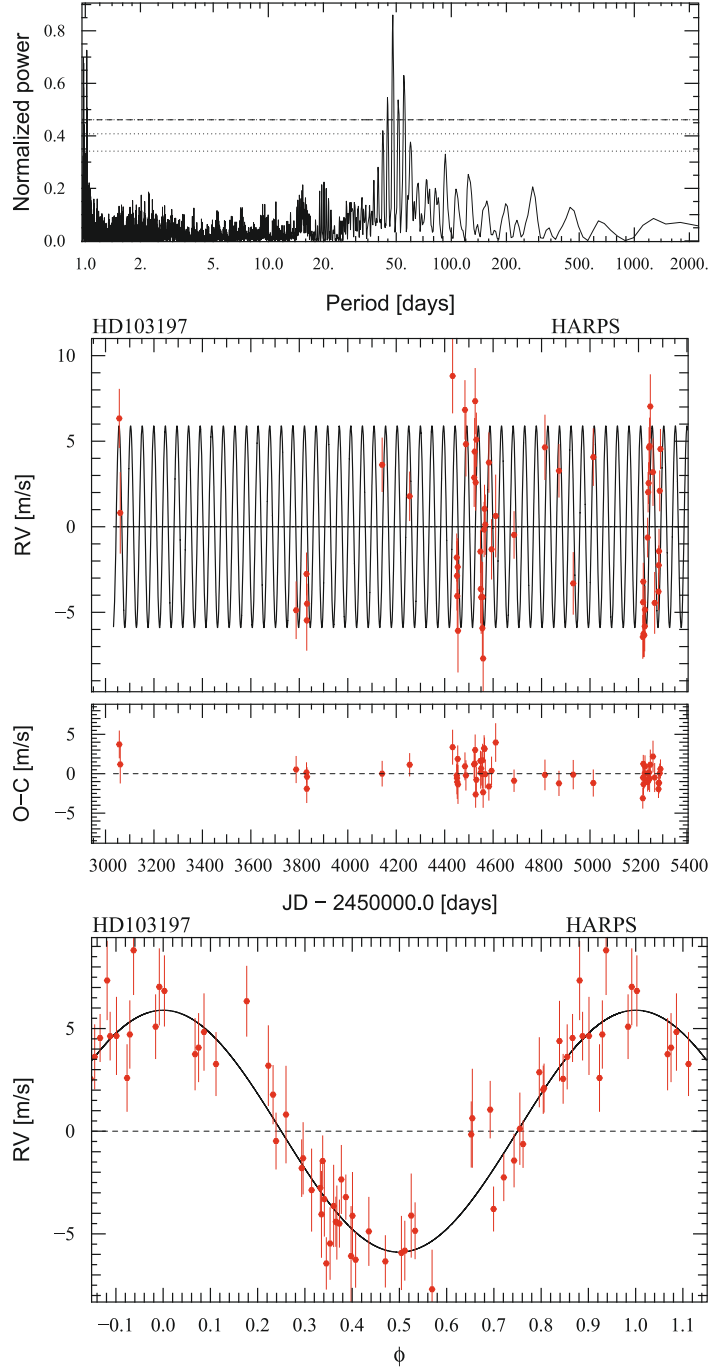 Normalized power
0.8
0.6
0.4
0.2
0.0
1.0 2. 5. 10.0 20. 50. 100.0 200. 500. 1000. 2000.
Period [days]
HD103197 HARPS
RV [m/s]
10
5
0
−5
O−C [m/s]
5
0
−5
3000 3200 3400 3600 3800 4000 4200 4400 4600 4800 5000 5200 5400
JD − 2450000.0 [days]
HD103197 HARPS
RV [m/s]
5
0
−5
−0.1 0.0 0.1 0.2 0.3 0.4 0.5 0.6 0.7 0.8 0.9 1.0 1.1
ϕ